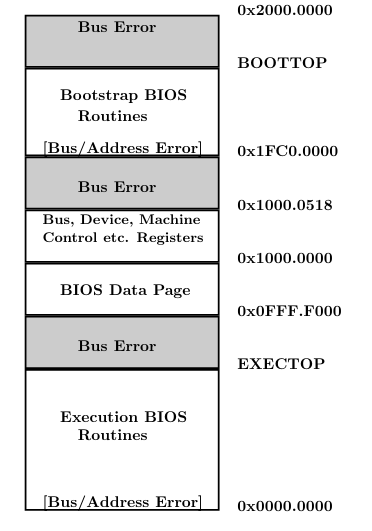 0x2000.0000
Bus Error
BOOTTOP
Bootstrap BIOS
Routines
[Bus/Address Error]
0x1FC0.0000
Bus Error
0x1000.0518
Bus, Device, Machine
Control etc. Registers
0x1000.0000
BIOS Data Page
0x0FFF.F000
Bus Error
EXECTOP
Execution BIOS
Routines
[Bus/Address Error]
0x0000.0000